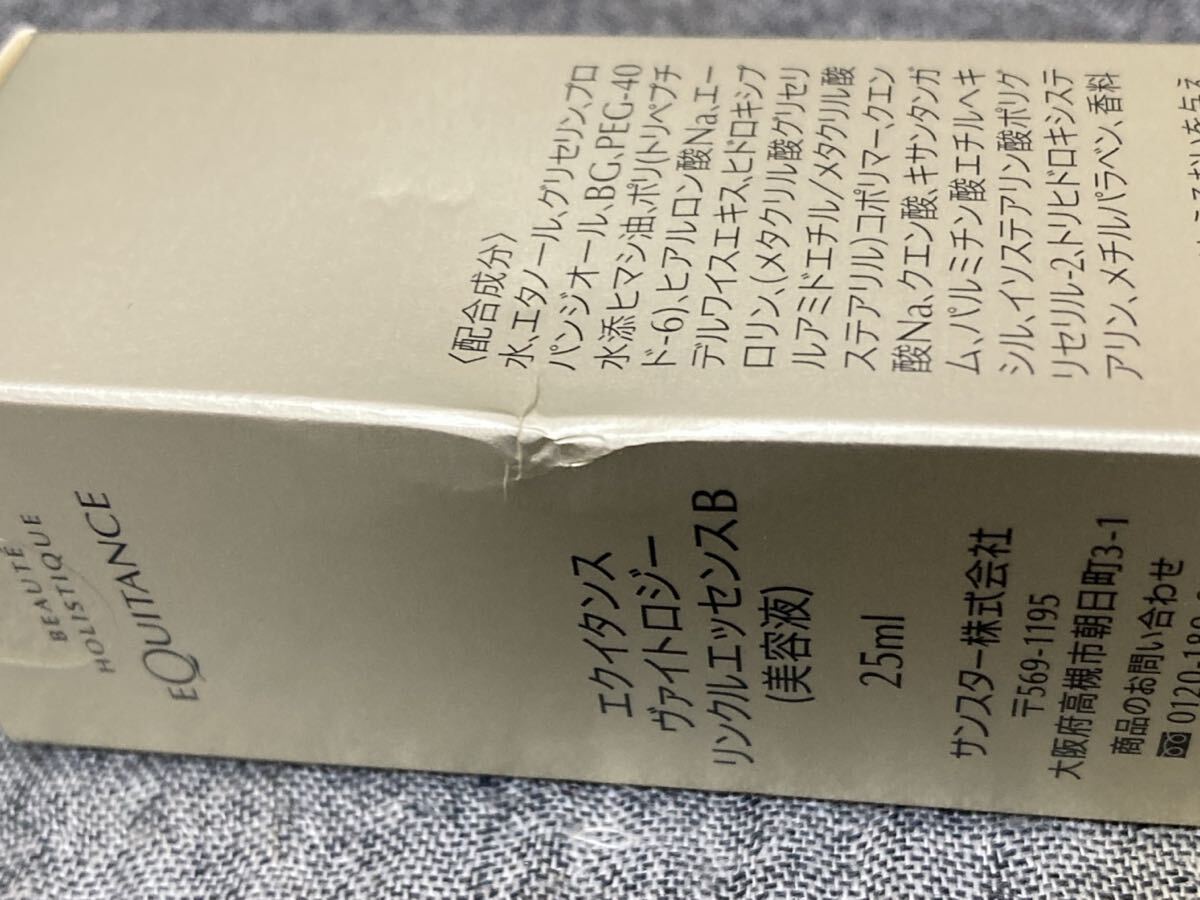 BEAUTÉ
HOLISTIQUE
EQUITANCE
エクイタンス
ヴァイトロジー
リンクルエッセンスB
(美容液)
25ml
サンスター株式会社
〒569-1195
大阪府高槻市朝日町3-1
商品のお問い合わせ
0120-180-
〈配合成分〉
水、エタノール、グリセリン、プロ
パンジオール、BG、PEG-40
水添ヒマシ油、ポリ(トリペプチ
ド-6)、ヒアルロン酸Na、エー
デルワイスエキス、ヒドロキシプ
ロリン、(メタクリル酸グリセリ
ルアミドエチル/メタクリル酸
ステアリル)コポリマー、クエン
酸Na、クエン酸、キサンタンガ
ム、パルミチン酸エチルヘキ
シル、イソステアリン酸ポリグ
リセリル-2、トリヒドロキシステ
アリン、メチルパラベン、香料
おいを与え